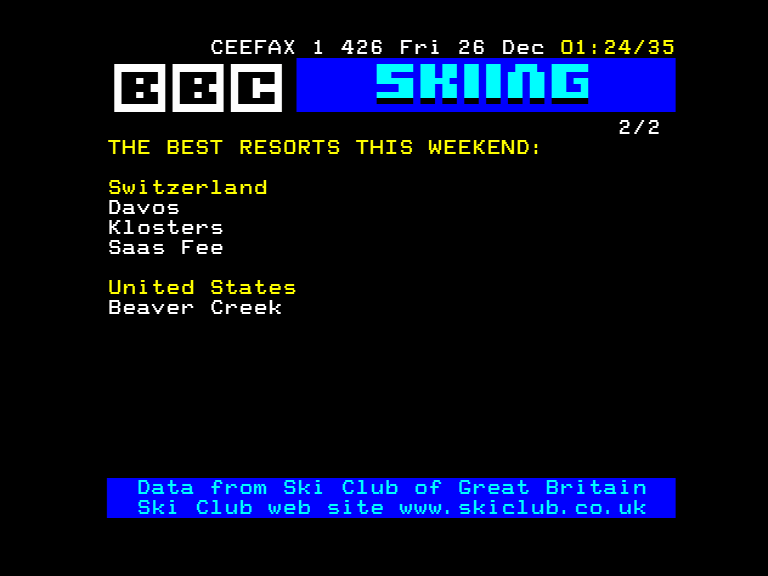 CEEFAX 1 426 Fri 26 Dec 01:24/35
BBC SKIING
2/2
THE BEST RESORTS THIS WEEKEND:
Switzerland
Davos
Klosters
Saas Fee
United States
Beaver Creek
Data from Ski Club of Great Britain
Ski Club web site www.skiclub.co.uk